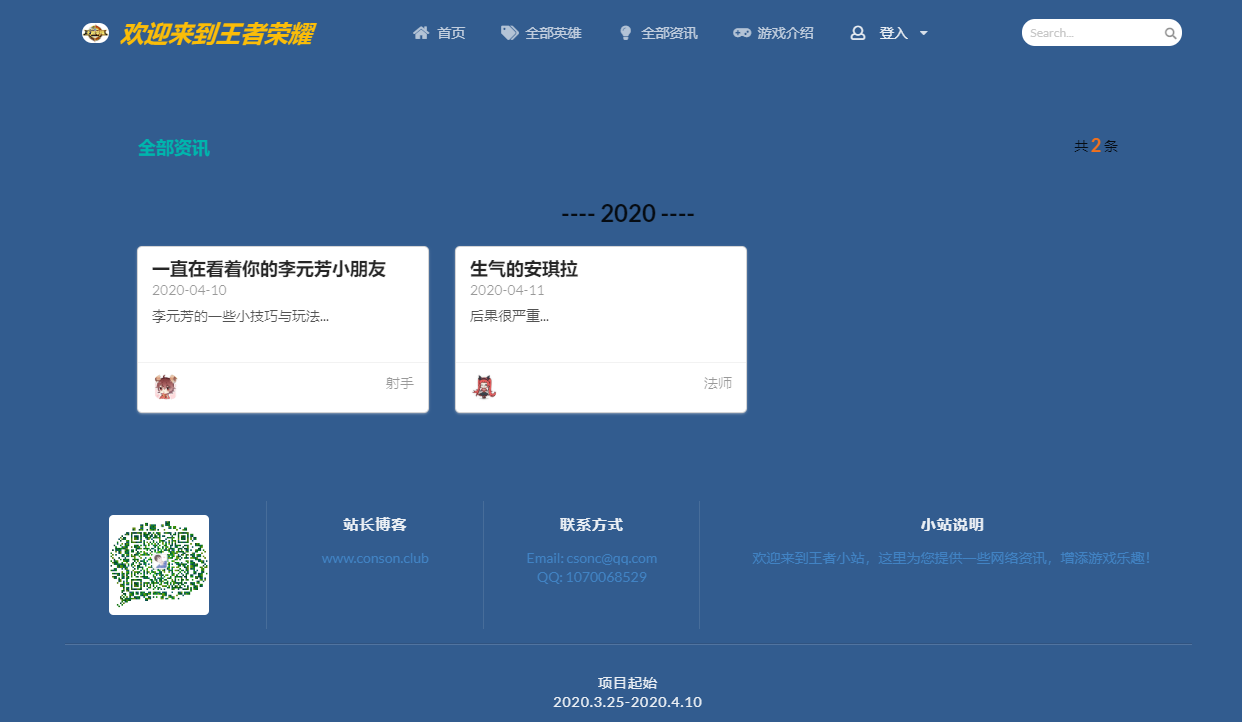 欢迎来到王者荣耀
首页
全部英雄
全部资讯
游戏介绍
登入
Search...
全部资讯
共 2 条
---- 2020 ----
一直在看着你的李元芳小朋友
2020-04-10
李元芳的一些小技巧与玩法...
射手
生气的安琪拉
2020-04-11
后果很严重...
法师
站长博客
www.conson.club
联系方式
Email: csonc@qq.com
QQ: 1070068529
小站说明
欢迎来到王者小站，这里为您提供一些网络资讯，增添游戏乐趣！
项目起始
2020.3.25-2020.4.10